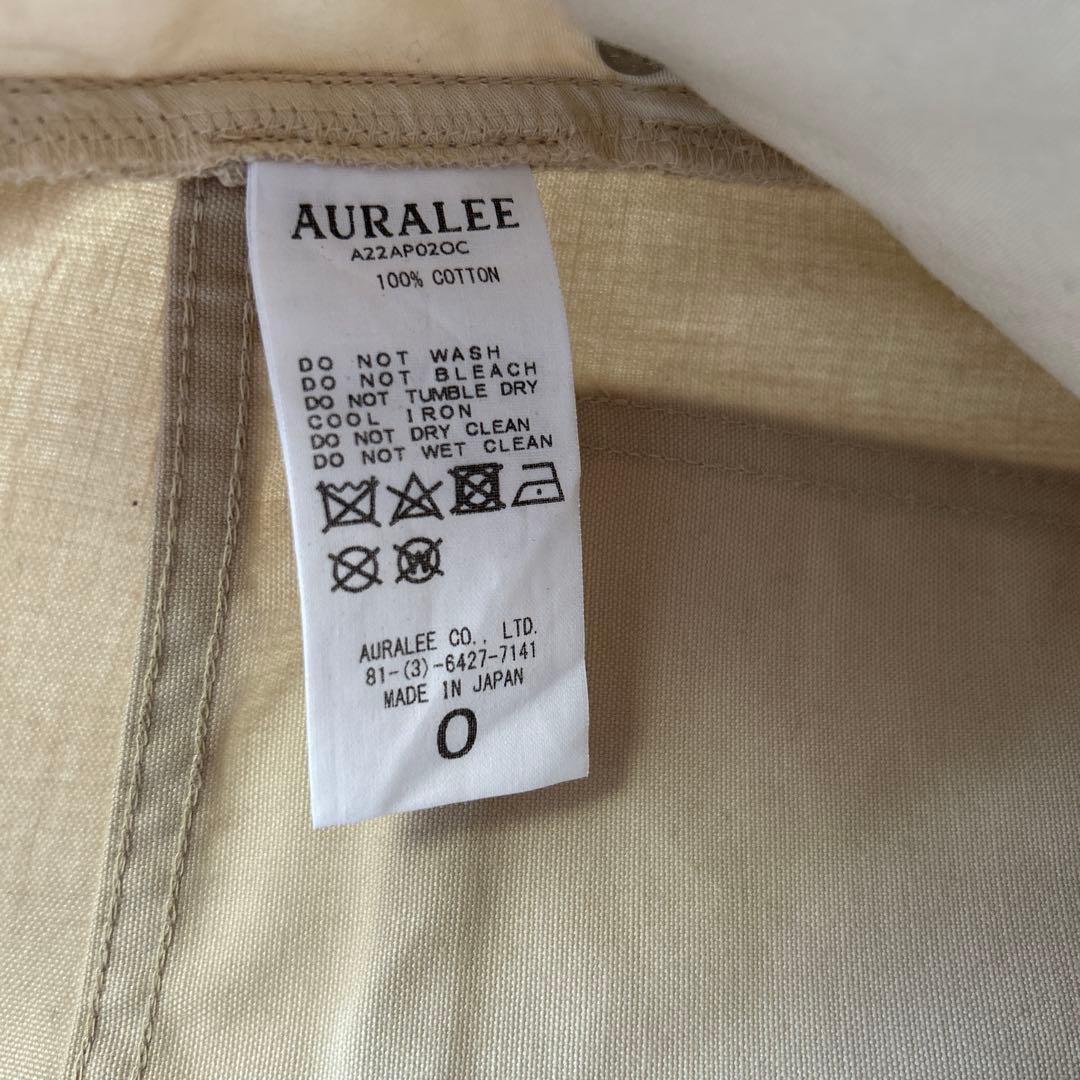 AURALEE
A22AP02OC
100% COTTON
DO NOT WASH
DO NOT BLEACH
DO NOT TUMBLE DRY
COOL IRON
DO NOT DRY CLEAN
DO NOT WET CLEAN
W
AURALEE CO., LTD.
81-(3)-6427-7141
MADE IN JAPAN
0